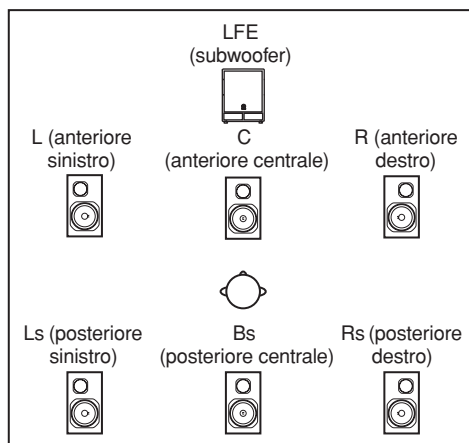 LFE
(subwoofer)
L (anteriore
sinistro)
C
(anteriore centrale)
R (anteriore
destro)
Ls (posteriore
sinistro)
Bs
(posteriore centrale)
Rs (posteriore
destro)